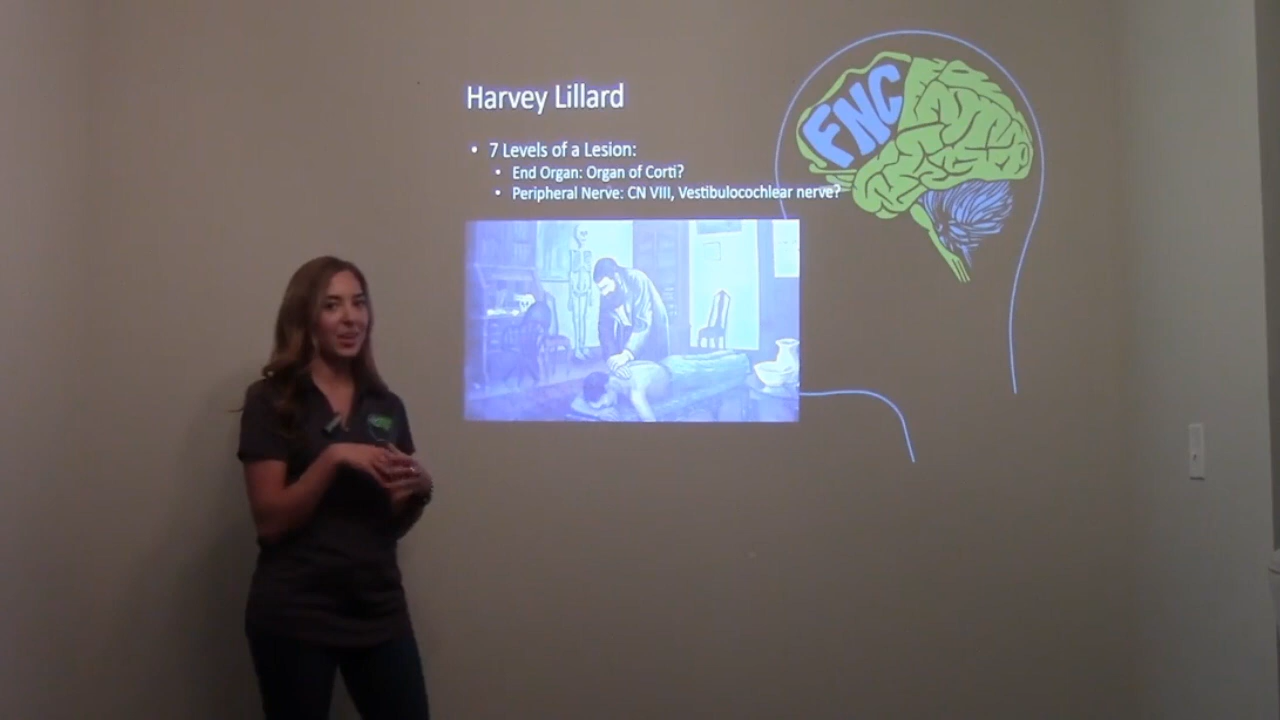 Harvey Lillard
• 7 Levels of a Lesion:
• End Organ: Organ of Corti?
• Peripheral Nerve: CN VIII, Vestibulocochlear nerve?
FNC